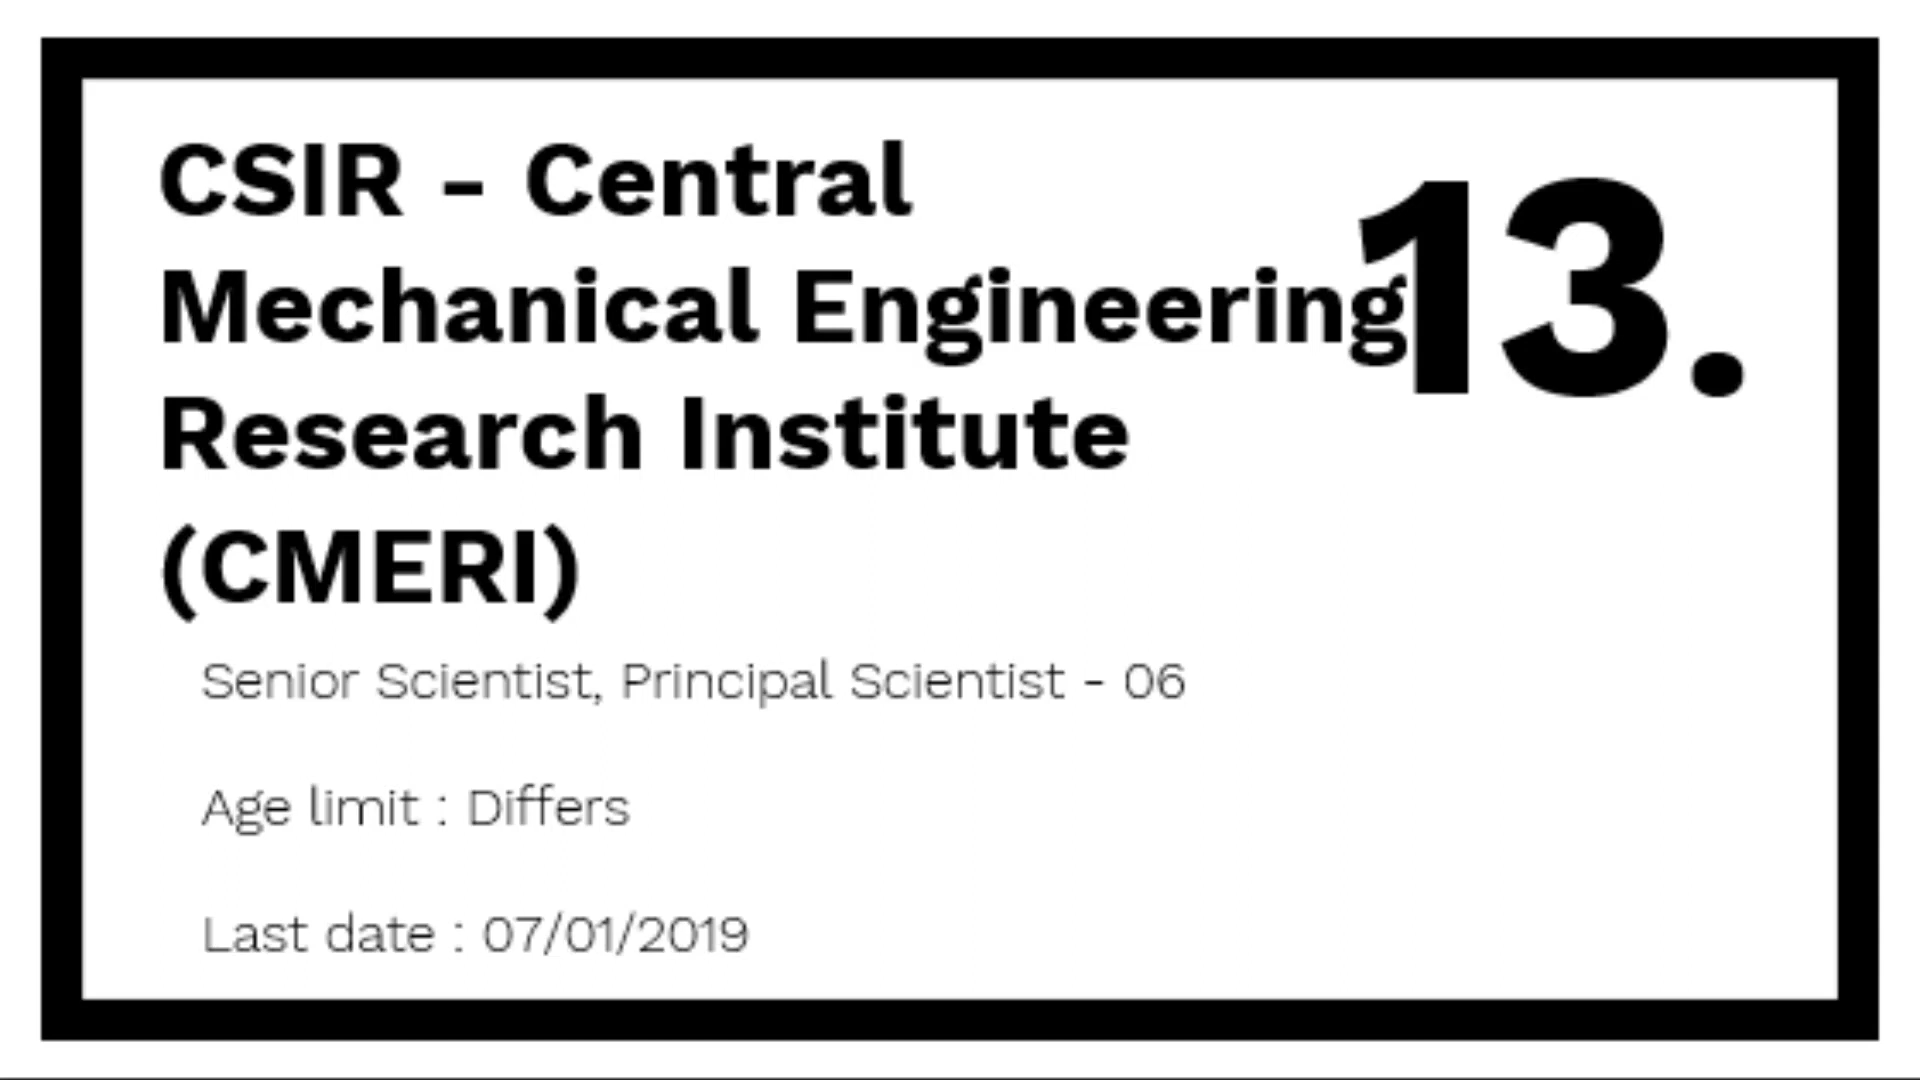 CSIR - Central
Mechanical Engineering
Research Institute
(CMERI)
13.
Senior Scientist, Principal Scientist - 06
Age limit : Differs
Last date : 07/01/2019